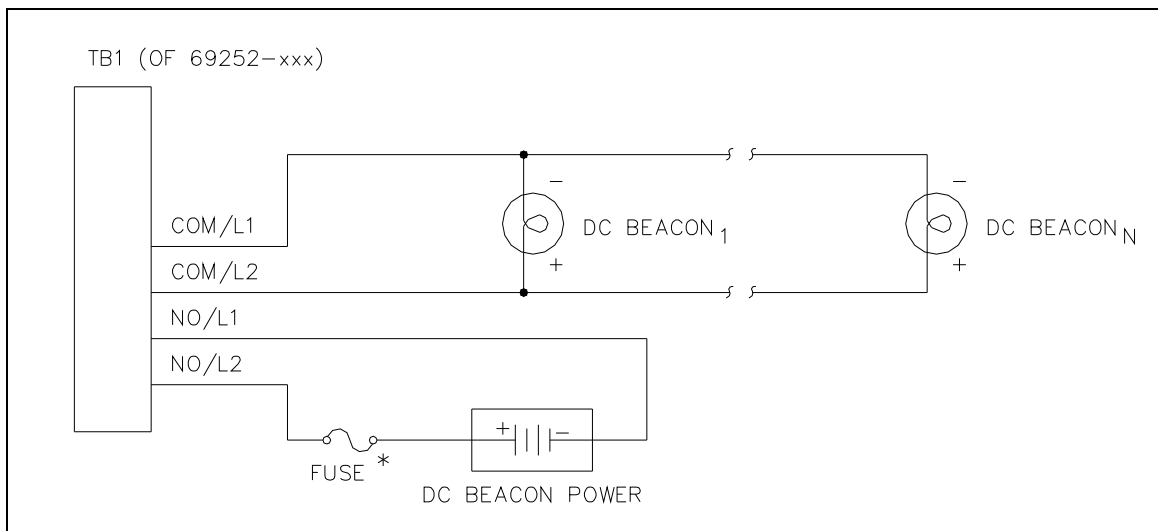 TB1 (OF 69252-xxx)
COM/L1
COM/L2
NO/L1
NO/L2
-
DC BEACON1
+
-
DC BEACONN
+
FUSE *
+ -
DC BEACON POWER